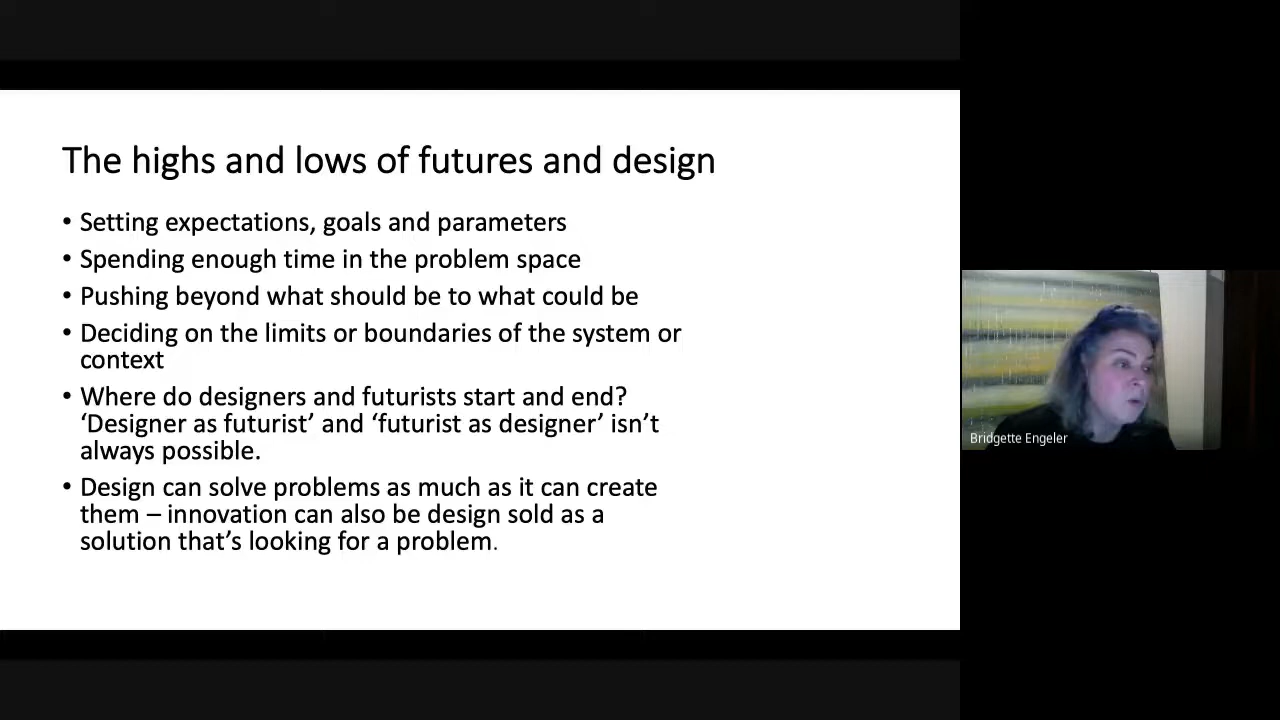 The highs and lows of futures and design
• Setting expectations, goals and parameters
• Spending enough time in the problem space
• Pushing beyond what should be to what could be
• Deciding on the limits or boundaries of the system or
context
• Where do designers and futurists start and end?
‘Designer as futurist’ and ‘futurist as designer’ isn’t
always possible.
• Design can solve problems as much as it can create
them – innovation can also be design sold as a
solution that’s looking for a problem.
Bridgette Engeler